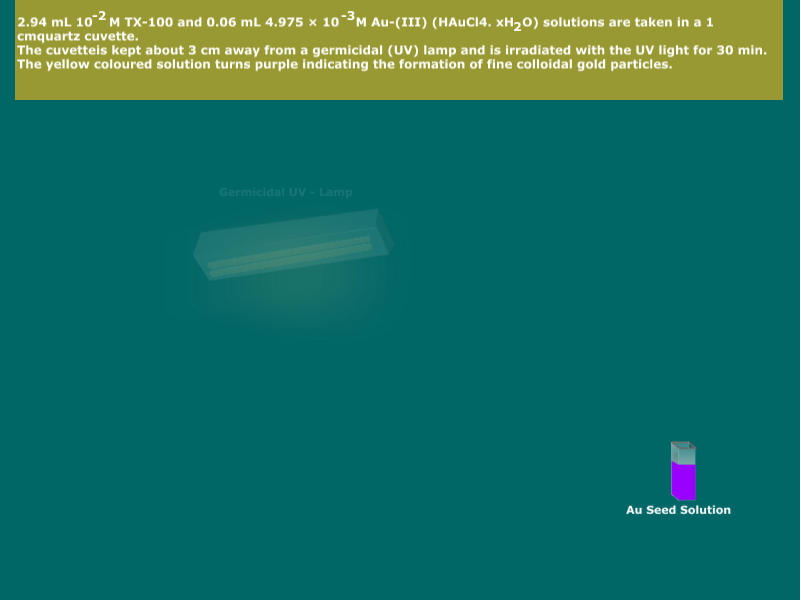 2.94 mL 10⁻² M TX-100 and 0.06 mL 4.975 × 10⁻³M Au-(III) (HAuCl4. xH₂O) solutions are taken in a 1
cmquartz cuvette.
The cuvetteIs kept about 3 cm away from a germicidal (UV) lamp and is irradiated with the UV light for 30 min.
The yellow coloured solution turns purple indicating the formation of fine colloidal gold particles.
Germicidal UV - Lamp
Au Seed Solution